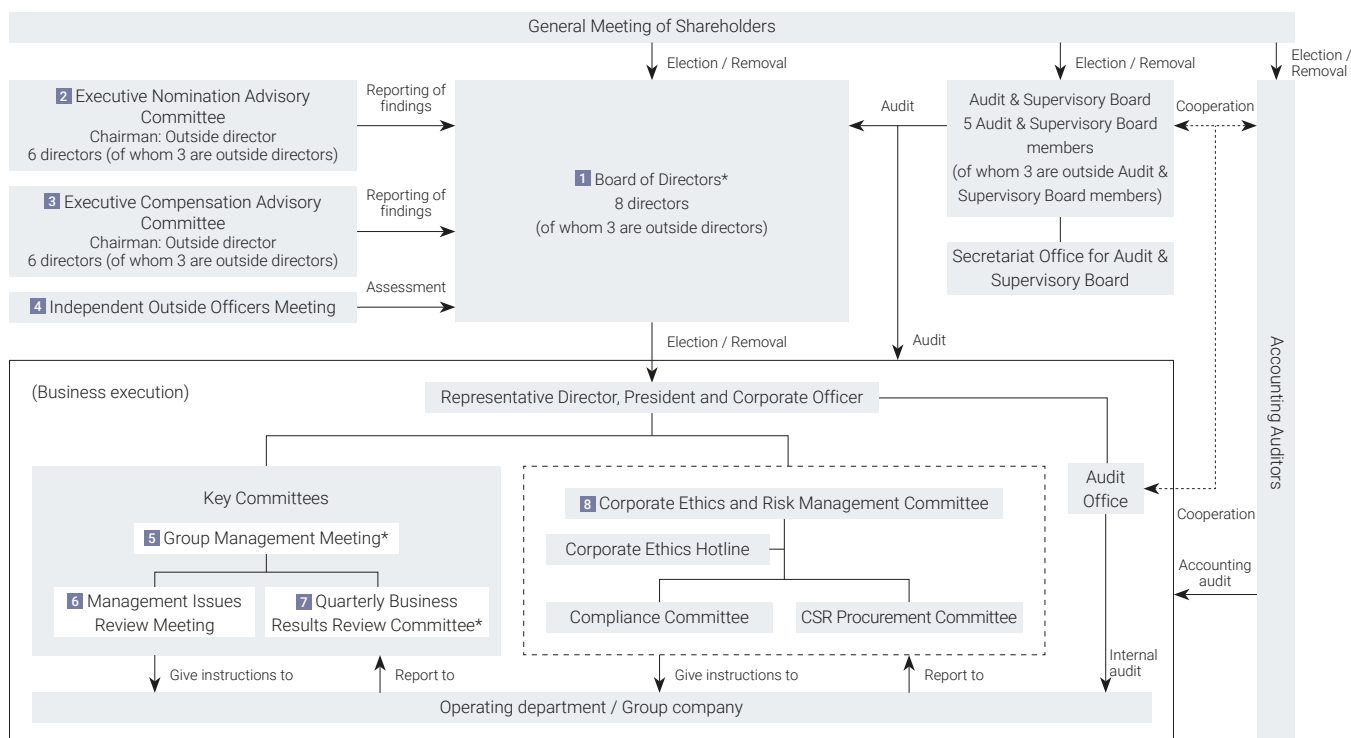 General Meeting of Shareholders
Election / Removal
Election / Removal
Election /
Removal
2 Executive Nomination Advisory
Committee
Chairman: Outside director
6 directors (of whom 3 are outside directors)
Reporting of
findings
3 Executive Compensation Advisory
Committee
Chairman: Outside director
6 directors (of whom 3 are outside directors)
Reporting of
findings
4 Independent Outside Officers Meeting
Assessment
1 Board of Directors*
8 directors
(of whom 3 are outside directors)
Audit
Audit & Supervisory Board
5 Audit & Supervisory Board
members
(of whom 3 are outside Audit &
Supervisory Board members)
Cooperation
Secretariat Office for Audit &
Supervisory Board
Election / Removal
Audit
Accounting Auditors
(Business execution)
Representative Director, President and Corporate Officer
Key Committees
5 Group Management Meeting*
6 Management Issues
Review Meeting
7 Quarterly Business
Results Review Committee*
8 Corporate Ethics and Risk Management Committee
Corporate Ethics Hotline
Compliance Committee
CSR Procurement Committee
Audit
Office
Cooperation
Accounting
audit
Give instructions to
Report to
Give instructions to
Report to
Internal
audit
Operating department / Group company